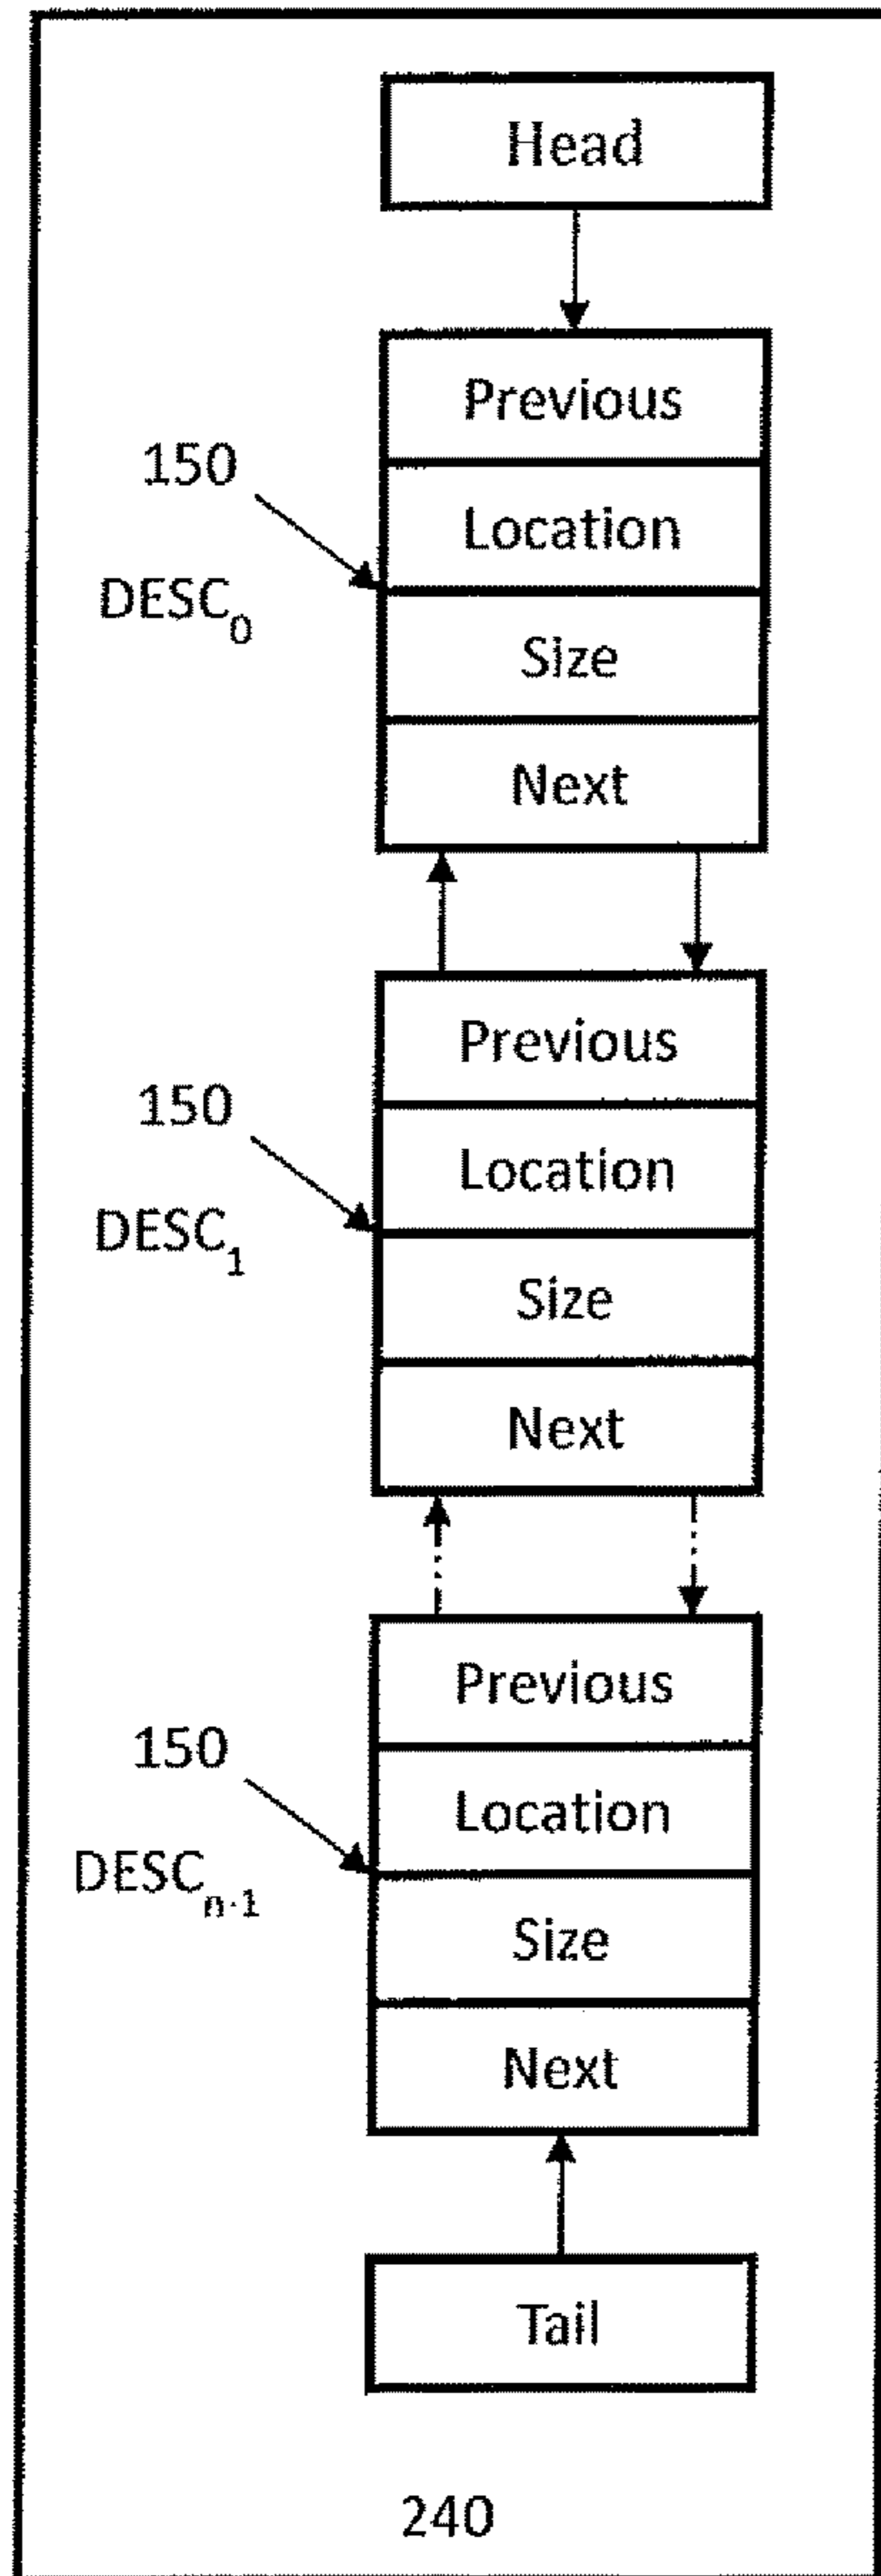 Head
Previous
150
Location
DESC0
Size
Next
Previous
150
Location
DESC1
Size
Next
Previous
150
Location
DESCn-1
Size
Next
Tail
240